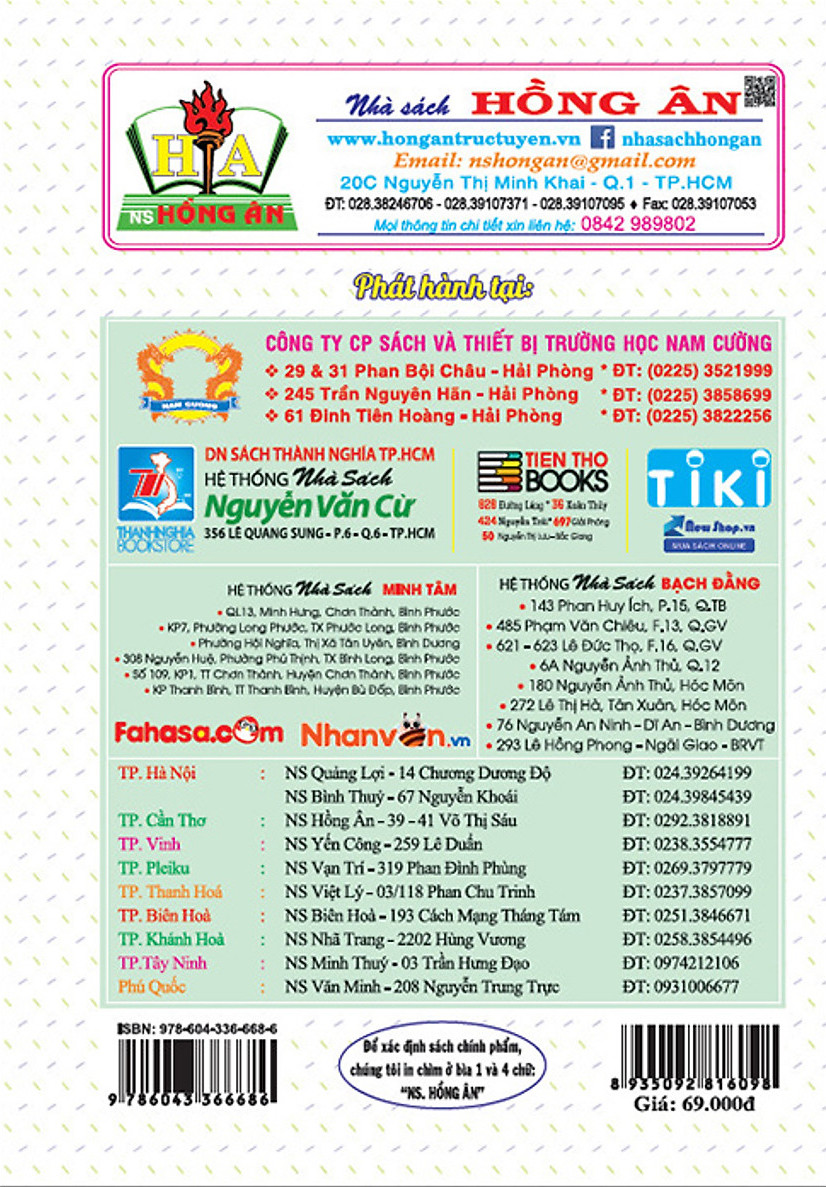 H A
NS HỒNG ÂN
Nhà sách HỒNG ÂN
www.hongantructuyen.vn f nhasachhongan
Email: nshongan@gmail.com
20C Nguyễn Thị Minh Khai - Q.1 - TP.HCM
ĐT: 028.38246706 - 028.39107371 - 028.39107095 ♦ Fax: 028.39107053
Mọi thông tin chi tiết xin liên hệ: 0842 989802
Phát hành tại:
NAM CUONG
CÔNG TY CP SÁCH VÀ THIẾT BỊ TRƯỜNG HỌC NAM CƯỜNG
❖ 29 & 31 Phan Bội Châu - Hải Phòng * ĐT: (0225) 3521999
❖ 245 Trần Nguyên Hãn - Hải Phòng * ĐT: (0225) 3858699
❖ 61 Đinh Tiên Hoàng - Hải Phòng * ĐT: (0225) 3822256
THANHNGHIA
BOOKSTORE
DN SÁCH THÀNH NGHĨA TP.HCM
HỆ THỐNG Nhà Sách
Nguyễn Văn Cừ
356 LÊ QUANG SUNG - P.6 - Q.6 - TP.HCM
TIEN THO
BOOKS
828 Đường Láng * 36 Xuân Thủy
424 Nguyễn Trãi * 697 Giải Phóng
50 Nguyễn Thị Lưu - Bắc Giang
TiKi
NewShop.vn
MUA SÁCH ONLINE
HỆ THỐNG Nhà Sách MINH TÂM
• QL13, Minh Hưng, Chơn Thành, Bình Phước
• KP7, Phường Long Phước, TX Phước Long, Bình Phước
• Phường Hội Nghĩa, Thị Xã Tân Uyên, Bình Dương
• 308 Nguyễn Huệ, Phường Phú Thịnh, TX Bình Long, Bình Phước
• Số 109, KP1, TT Chơn Thành, Huyện Chơn Thành, Bình Phước
• KP Thanh Bình, TT Thanh Bình, Huyện Bù Đốp, Bình Phước
Fahasa.com Nhanvan.vn
HỆ THỐNG Nhà Sách BẠCH ĐẰNG
• 143 Phan Huy Ích, P.15, Q.TB
• 485 Phạm Văn Chiêu, F.13, Q.GV
• 621 - 623 Lê Đức Thọ, F.16, Q.GV
• 6A Nguyễn Ảnh Thủ, Q.12
• 180 Nguyễn Ảnh Thủ, Hóc Môn
• 272 Lê Thị Hà, Tân Xuân, Hóc Môn
• 76 Nguyễn An Ninh - Dĩ An - Bình Dương
• 293 Lê Hồng Phong - Ngãi Giao - BRVT
TP. Hà Nội : NS Quảng Lợi - 14 Chương Dương Độ ĐT: 024.39264199
NS Bình Thuỷ - 67 Nguyễn Khoái ĐT: 024.39845439
TP. Cần Thơ : NS Hồng Ân - 39 - 41 Võ Thị Sáu ĐT: 0292.3818891
TP. Vinh : NS Yến Công - 259 Lê Duẩn ĐT: 0238.3554777
TP. Pleiku : NS Vạn Trí - 319 Phan Đình Phùng ĐT: 0269.3797779
TP. Thanh Hoá : NS Việt Lý - 03/118 Phan Chu Trinh ĐT: 0237.3857099
TP. Biên Hoà : NS Biên Hoà - 193 Cách Mạng Tháng Tám ĐT: 0251.3846671
TP. Khánh Hoà : NS Nhã Trang - 2202 Hùng Vương ĐT: 0258.3854496
TP.Tây Ninh : NS Minh Thuý - 03 Trần Hưng Đạo ĐT: 0974212106
Phú Quốc : NS Văn Minh - 208 Nguyễn Trung Trực ĐT: 0931006677
ISBN: 978-604-336-668-6
9 786043 366686
Để xác định sách chính phẩm,
chúng tôi in chìm ở bìa 1 và 4 chữ:
"NS. HỒNG ÂN"
8 935092 816098
Giá: 69.000đ